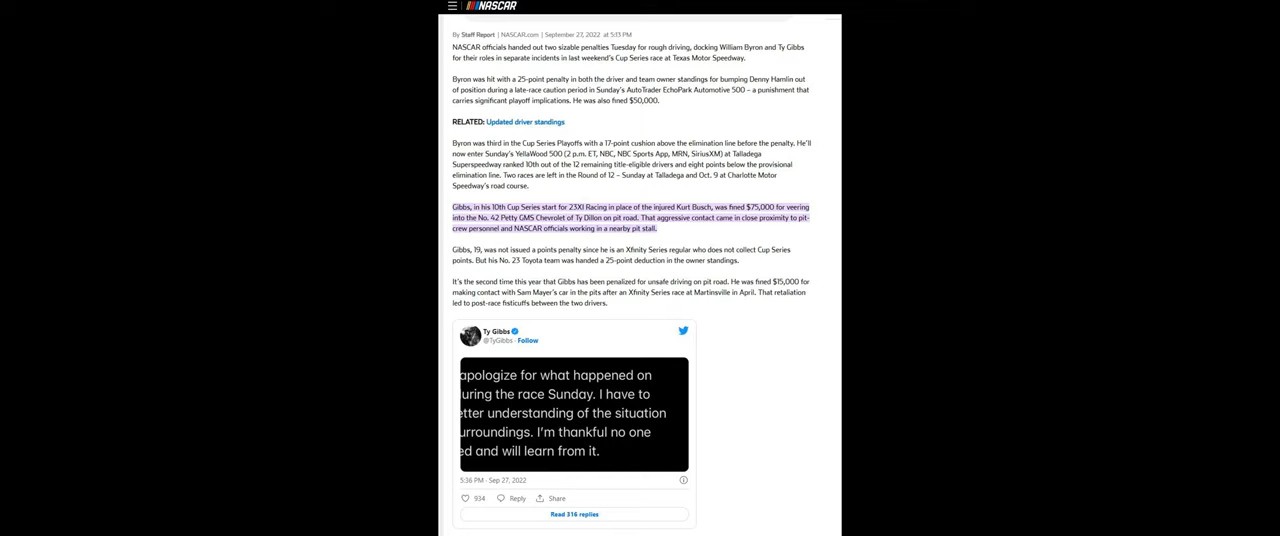 NASCAR
By Staff Report | NASCAR.com | September 27, 2022 at 5:13 PM
NASCAR officials handed out two sizable penalties Tuesday for rough driving, docking William Byron and Ty Gibbs
for their roles in separate incidents in last weekend's Cup Series race at Texas Motor Speedway.
Byron was hit with a 25-point penalty in both the driver and team owner standings for bumping Denny Hamlin out
of position during a late-race caution period in Sunday's AutoTrader EchoPark Automotive 500 – a punishment that
carries significant playoff implications. He was also fined $50,000.
RELATED: Updated driver standings
Byron was third in the Cup Series Playoffs with a 17-point cushion above the elimination line before the penalty. He'll
now enter Sunday's YellaWood 500 (2 p.m. ET, NBC, NBC Sports App, MRN, SiriusXM) at Talladega
Superspeedway ranked 10th out of the 12 remaining title-eligible drivers and eight points below the provisional
elimination line. Two races are left in the Round of 12 – Sunday at Talladega and Oct. 9 at Charlotte Motor
Speedway's road course.
Gibbs, in his 10th Cup Series start for 23XI Racing in place of the injured Kurt Busch, was fined $75,000 for veering
into the No. 42 Petty GMS Chevrolet of Ty Dillon on pit road. That aggressive contact came in close proximity to pit-
crew personnel and NASCAR officials working in a nearby pit stall.
Gibbs, 19, was not issued a points penalty since he is an Xfinity Series regular who does not collect Cup Series
points. But his No. 23 Toyota team was handed a 25-point deduction in the owner standings.
It's the second time this year that Gibbs has been penalized for unsafe driving on pit road. He was fined $15,000 for
making contact with Sam Mayer's car in the pits after an Xfinity Series race at Martinsville in April. That retaliation
led to post-race fisticuffs between the two drivers.
Ty Gibbs
@TyGibbs · Follow
apologize for what happened on
uring the race Sunday. I have to
etter understanding of the situation
urroundings. I'm thankful no one
ed and will learn from it.
5:36 PM · Sep 27, 2022
934 Reply Share
Read 316 replies